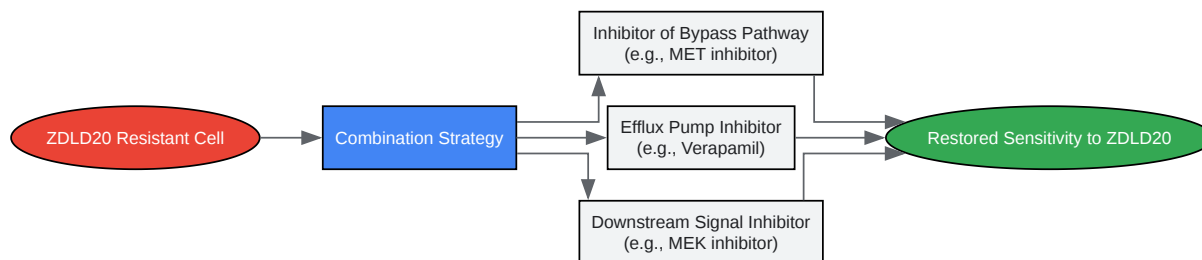 ZDLD20 Resistant Cell
Combination Strategy
Inhibitor of Bypass Pathway
(e.g., MET inhibitor)
Efflux Pump Inhibitor
(e.g., Verapamil)
Downstream Signal Inhibitor
(e.g., MEK inhibitor)
Restored Sensitivity to ZDLD20